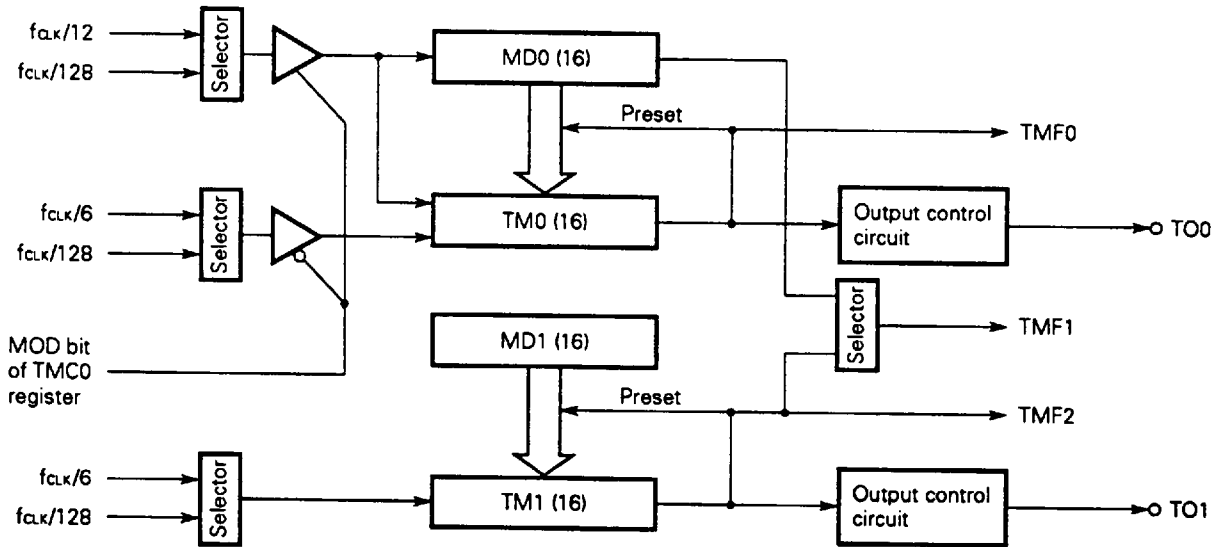 fCLK/12
fCLK/128
Selector
MD0 (16)
Preset
TMF0
fCLK/6
fCLK/128
Selector
TM0 (16)
Output control
circuit
TO0
MOD bit
of TMC0
register
MD1 (16)
Selector
TMF1
Preset
TMF2
fCLK/6
fCLK/128
Selector
TM1 (16)
Output control
circuit
TO1